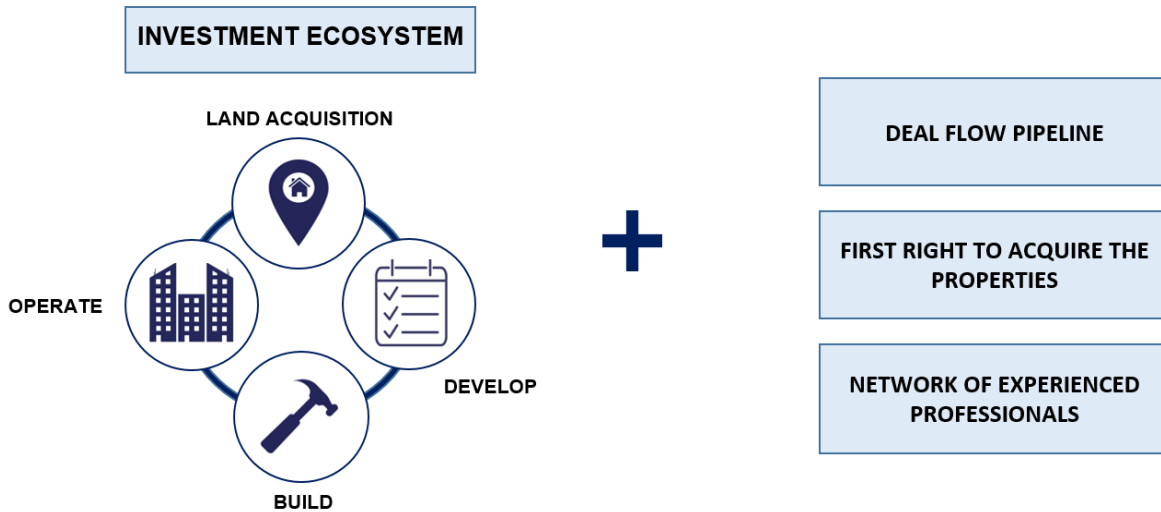 INVESTMENT ECOSYSTEM
LAND ACQUISITION
OPERATE
DEVELOP
BUILD
DEAL FLOW PIPELINE
FIRST RIGHT TO ACQUIRE THE
PROPERTIES
NETWORK OF EXPERIENCED
PROFESSIONALS